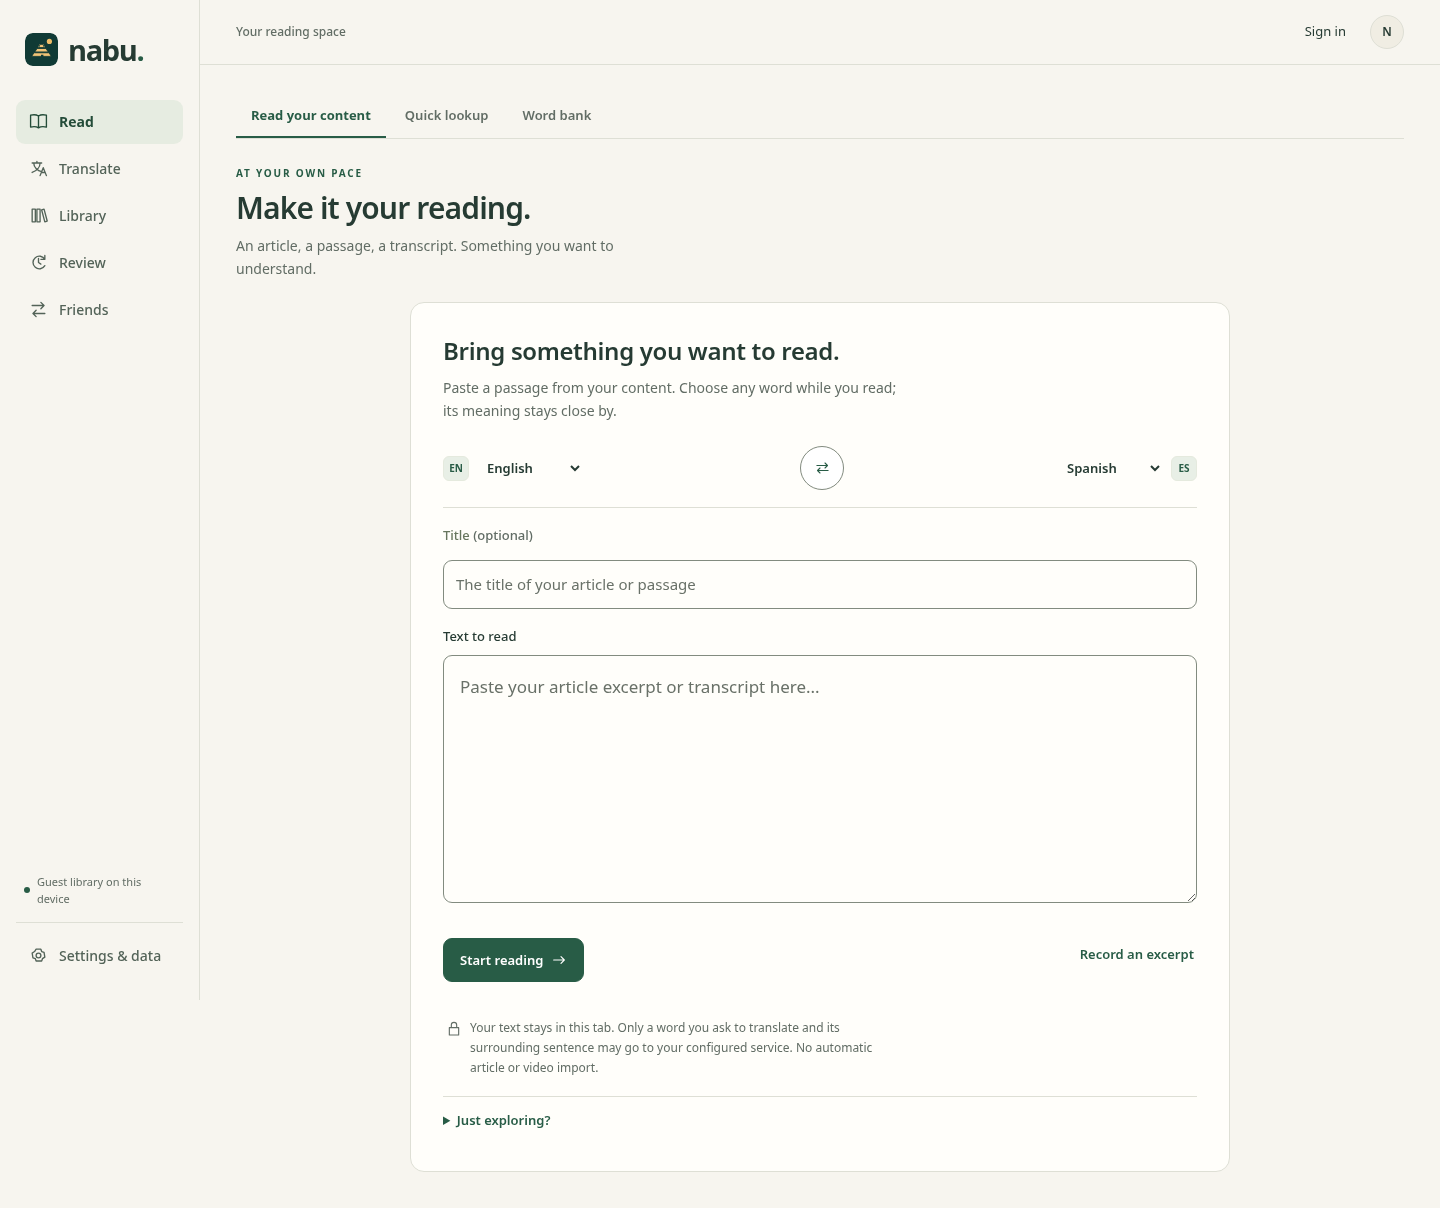 nabu.
Read
Translate
Library
Review
Friends
Guest library on this
device
Settings & data
Your reading space
Sign in
N
Read your content
Quick lookup
Word bank
AT YOUR OWN PACE
Make it your reading.
An article, a passage, a transcript. Something you want to
understand.
Bring something you want to read.
Paste a passage from your content. Choose any word while you read;
its meaning stays close by.
EN English
Spanish ES
Title (optional)
The title of your article or passage
Text to read
Paste your article excerpt or transcript here...
Start reading
Record an excerpt
Your text stays in this tab. Only a word you ask to translate and its
surrounding sentence may go to your configured service. No automatic
article or video import.
Just exploring?